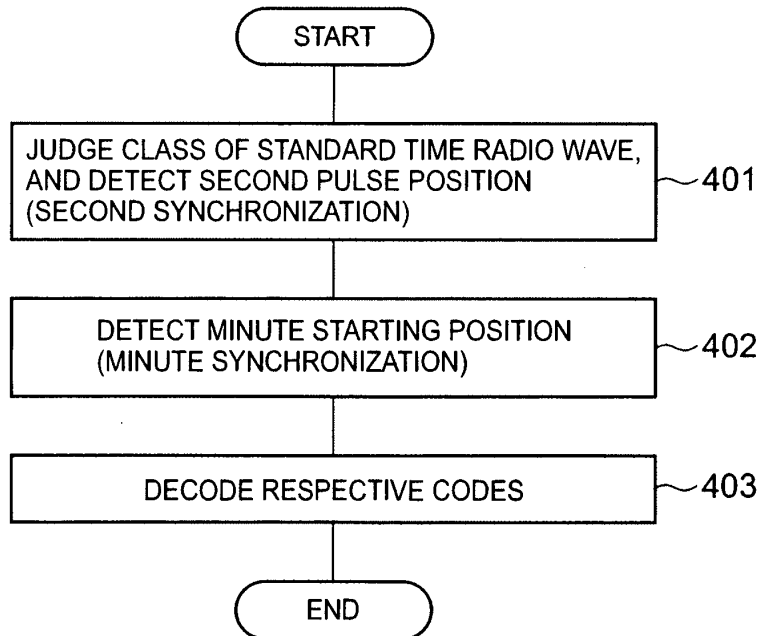 START
JUDGE CLASS OF STANDARD TIME RADIO WAVE,
AND DETECT SECOND PULSE POSITION
(SECOND SYNCHRONIZATION)
401
DETECT MINUTE STARTING POSITION
(MINUTE SYNCHRONIZATION)
402
DECODE RESPECTIVE CODES
403
END